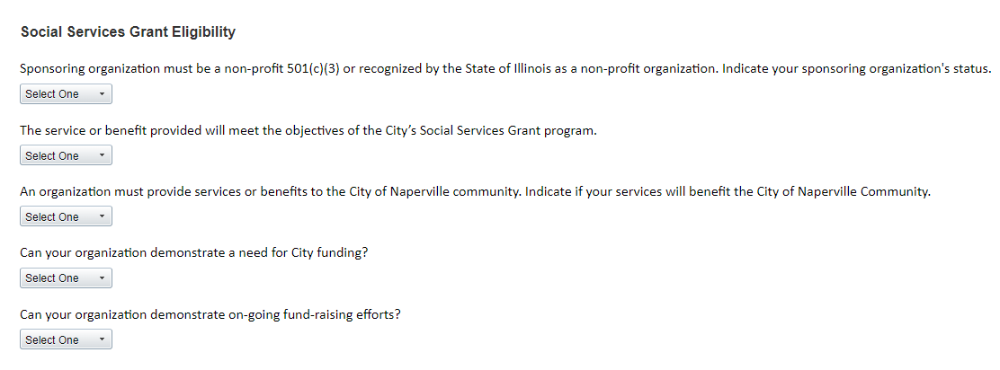 Social Services Grant Eligibility
Sponsoring organization must be a non-profit 501(c)(3) or recognized by the State of Illinois as a non-profit organization. Indicate your sponsoring organization's status.
Select One
The service or benefit provided will meet the objectives of the City’s Social Services Grant program.
Select One
An organization must provide services or benefits to the City of Naperville community. Indicate if your services will benefit the City of Naperville Community.
Select One
Can your organization demonstrate a need for City funding?
Select One
Can your organization demonstrate on-going fund-raising efforts?
Select One